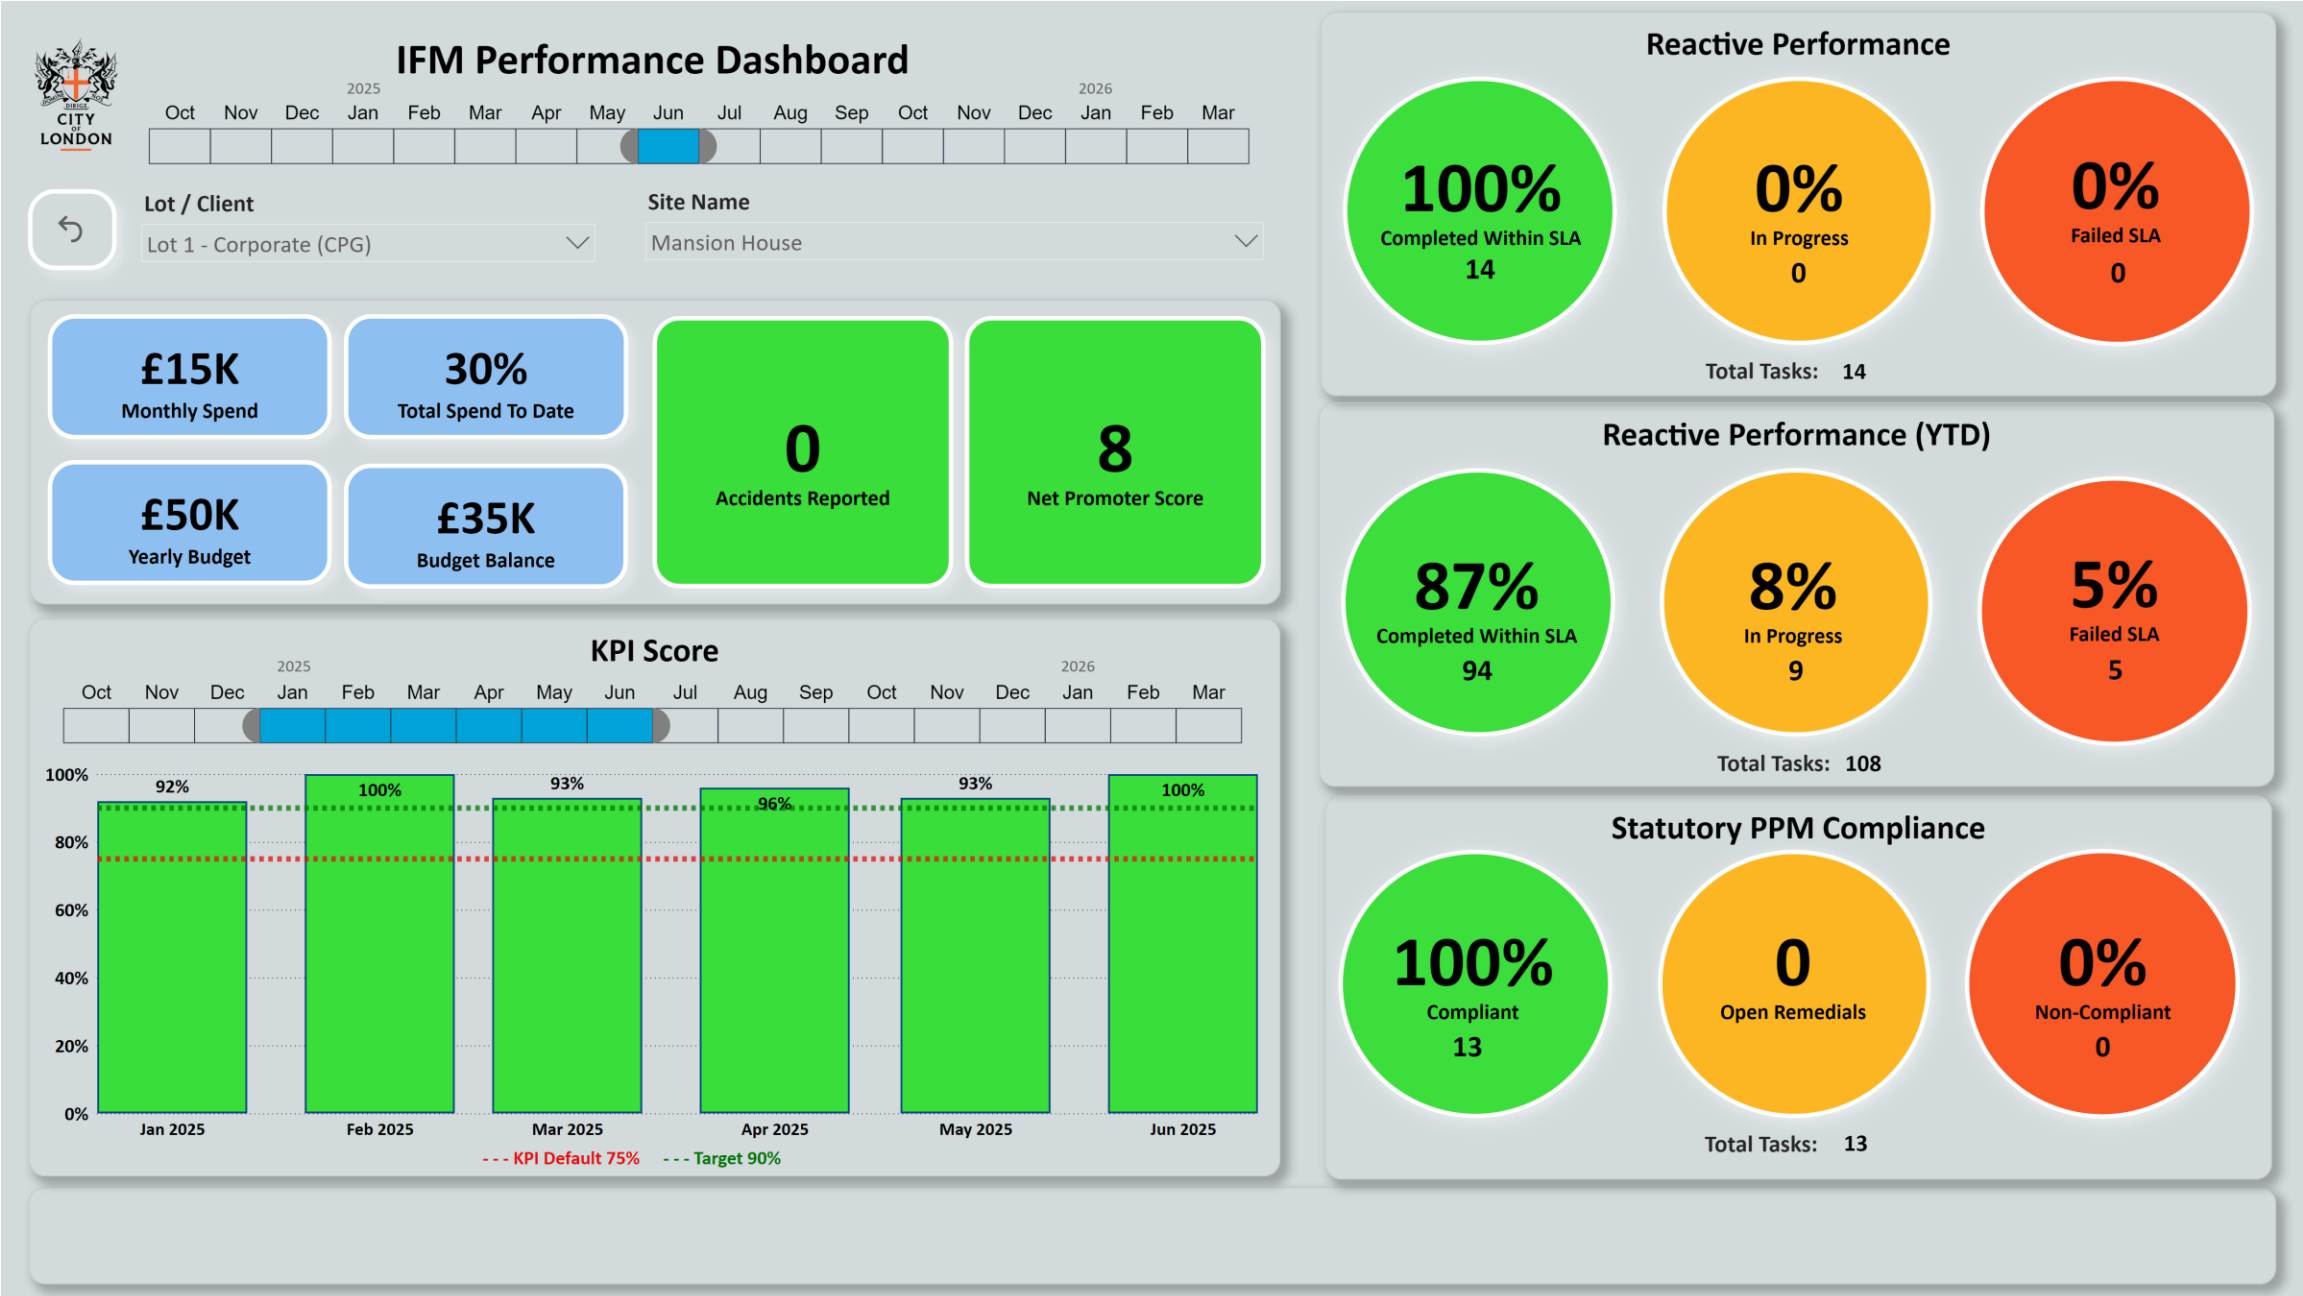 IFM Performance Dashboard
2025 2026
Oct Nov Dec Jan Feb Mar Apr May Jun Jul Aug Sep Oct Nov Dec Jan Feb Mar
DOMINE DIRIGE NOS
CITY
OF
LONDON
Lot / Client
Lot 1 - Corporate (CPG)
Site Name
Mansion House
£15K
Monthly Spend
30%
Total Spend To Date
£50K
Yearly Budget
£35K
Budget Balance
0
Accidents Reported
8
Net Promoter Score
KPI Score
2025 2026
Oct Nov Dec Jan Feb Mar Apr May Jun Jul Aug Sep Oct Nov Dec Jan Feb Mar
100%
80%
60%
40%
20%
0%
92% 100% 93% 96% 93% 100%
Jan 2025 Feb 2025 Mar 2025 Apr 2025 May 2025 Jun 2025
- - - KPI Default 75% - - - Target 90%
Reactive Performance
100%
Completed Within SLA
14
0%
In Progress
0
0%
Failed SLA
0
Total Tasks: 14
Reactive Performance (YTD)
87%
Completed Within SLA
94
8%
In Progress
9
5%
Failed SLA
5
Total Tasks: 108
Statutory PPM Compliance
100%
Compliant
13
0
Open Remedials
0%
Non-Compliant
0
Total Tasks: 13